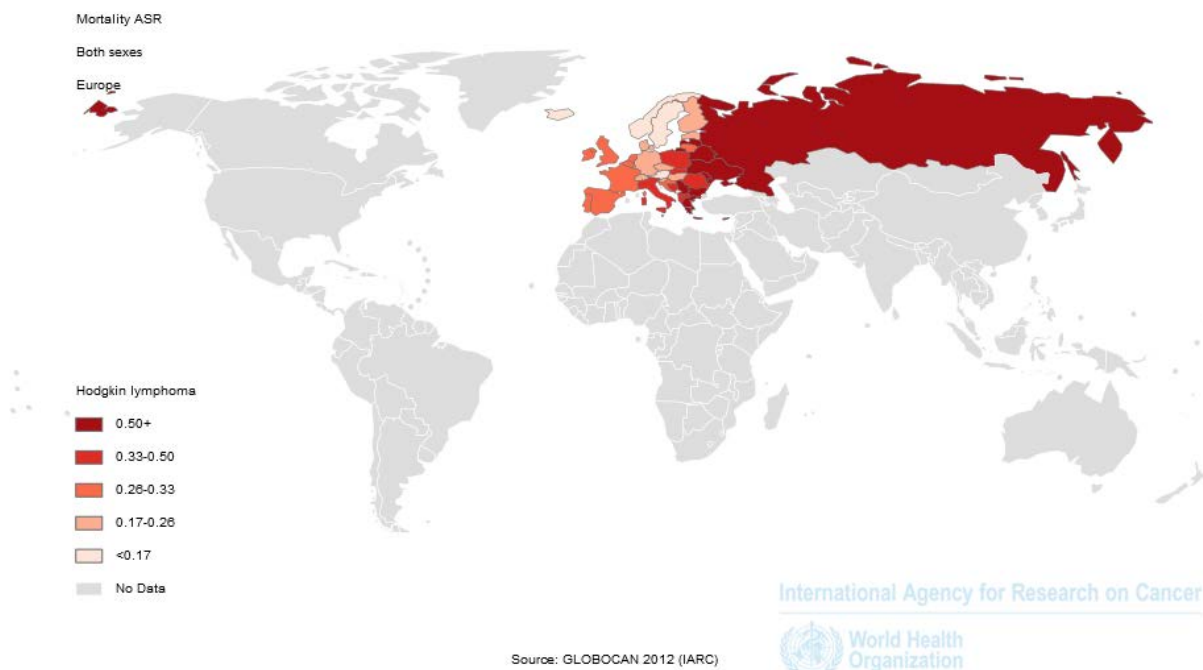 Mortality ASR
Both sexes
Europe
Hodgkin lymphoma
0.50+
0.33-0.50
0.26-0.33
0.17-0.26
<0.17
No Data
International Agency for Research on Cancer
World Health
Organization
Source: GLOBOCAN 2012 (IARC)